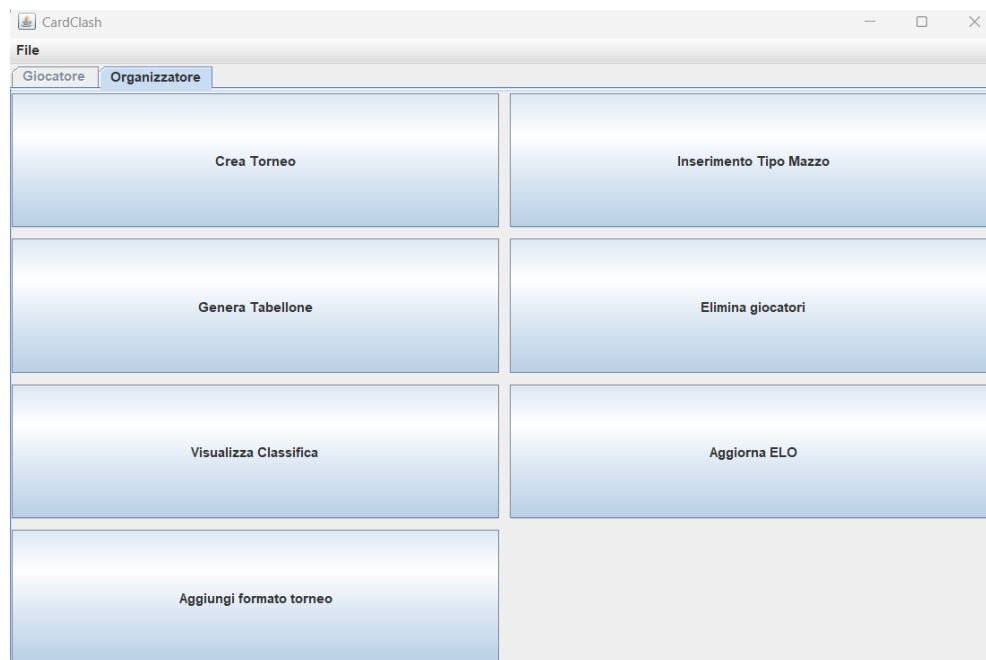 CardClash
File
Giocatore Organizzatore
Crea Torneo Inserimento Tipo Mazzo
Genera Tabellone Elimina giocatori
Visualizza Classifica Aggiorna ELO
Aggiungi formato torneo